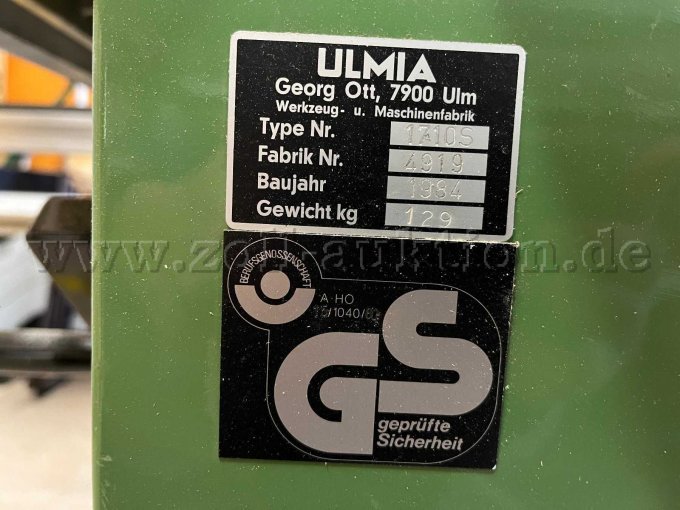 ULMIA
Georg Ott, 7900 Ulm
Werkzeug- u. Maschinenfabrik
Type Nr. 1710S
Fabrik Nr. 4919
Baujahr 1984
Gewicht kg 129
www.zoll-auktion.de
BERUFSGENOSSENSCHAFT
A-HO
/1040/
GS
geprüfte
Sicherheit